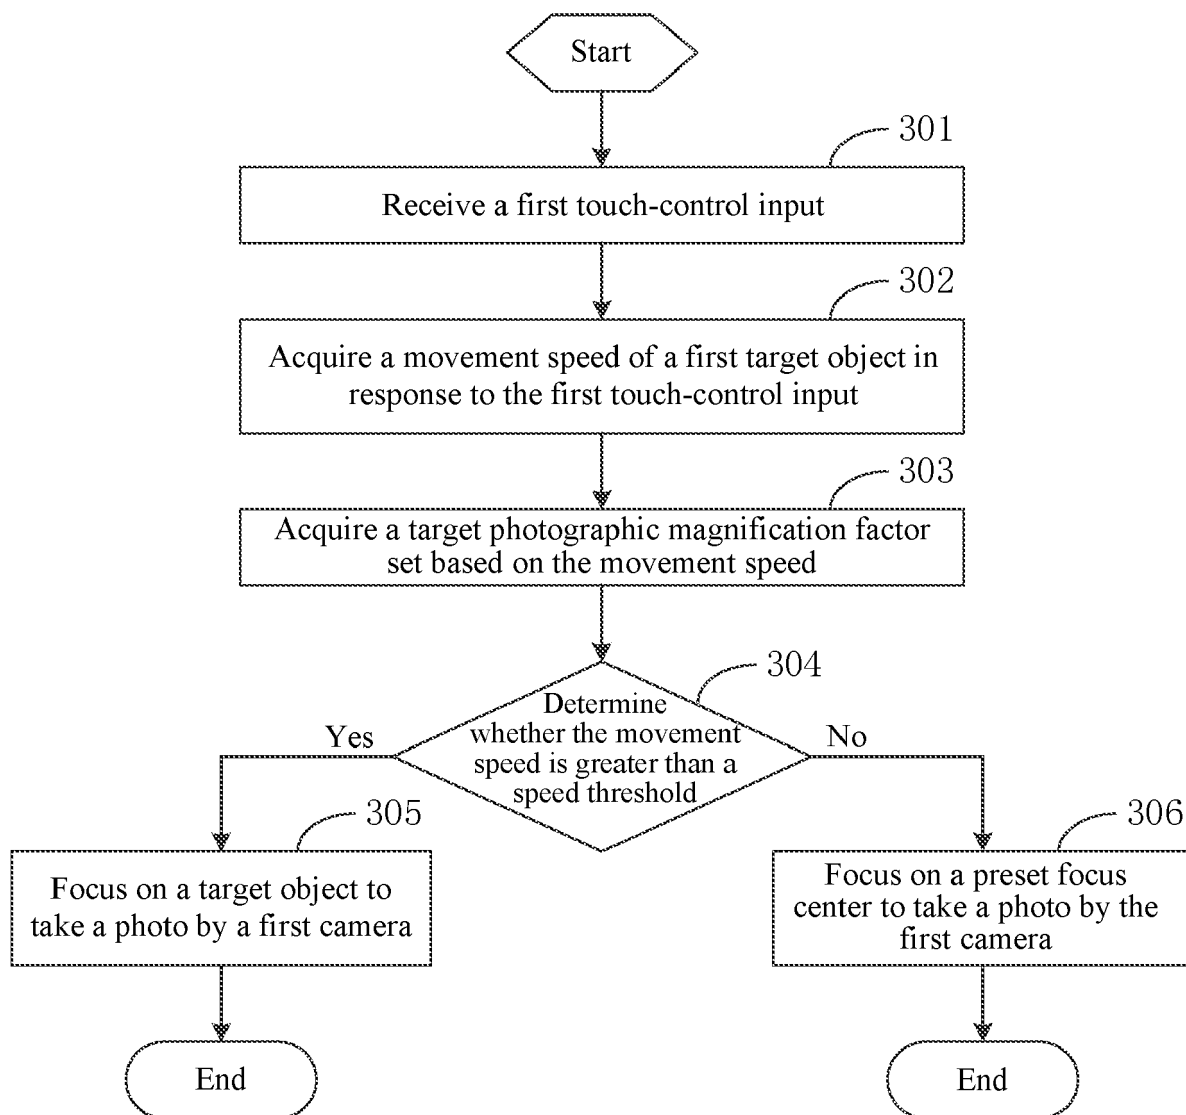 Start
301
Receive a first touch-control input
302
Acquire a movement speed of a first target object in
response to the first touch-control input
303
Acquire a target photographic magnification factor
set based on the movement speed
304
Determine
whether the movement
speed is greater than a
speed threshold
Yes
No
305
Focus on a target object to
take a photo by a first camera
306
Focus on a preset focus
center to take a photo by the
first camera
End
End